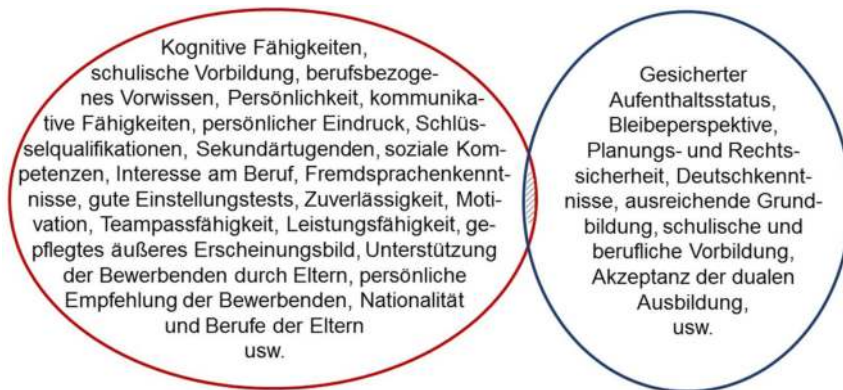 Kognitive Fähigkeiten,
schulische Vorbildung, berufsbezoge-
nes Vorwissen, Persönlichkeit, kommunika-
tive Fähigkeiten, persönlicher Eindruck, Schlüs-
selqualifikationen, Sekundärtugenden, soziale Kom-
petenzen, Interesse am Beruf, Fremdsprachenkennt-
nisse, gute Einstellungstests, Zuverlässigkeit, Moti-
vation, Teampassfähigkeit, Leistungsfähigkeit, ge-
pflegtes äußeres Erscheinungsbild, Unterstützung
der Bewerbenden durch Eltern, persönliche
Empfehlung der Bewerbenden, Nationalität
und Berufe der Eltern
usw.
Gesicherter
Aufenthaltsstatus,
Bleibeperspektive,
Planungs- und Rechts-
sicherheit, Deutschkennt-
nisse, ausreichende Grund-
bildung, schulische und
berufliche Vorbildung,
Akzeptanz der dualen
Ausbildung,
usw.